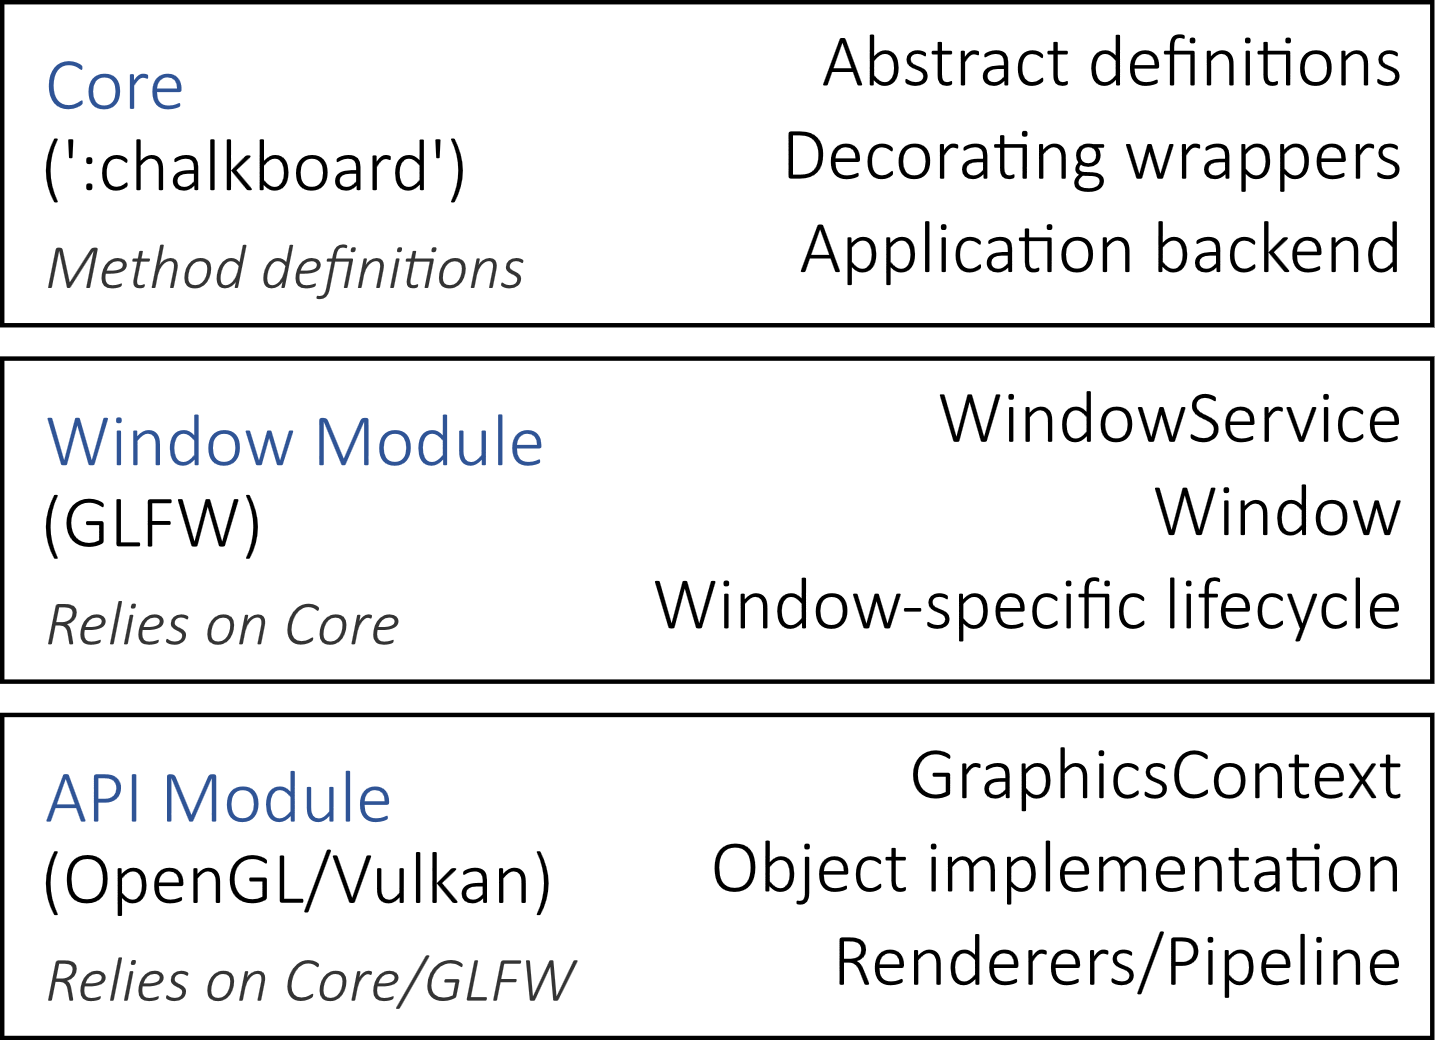 Core
(':chalkboard')
Method definitions
Abstract definitions
Decorating wrappers
Application backend
Window Module
(GLFW)
Relies on Core
WindowService
Window
Window-specific lifecycle
API Module
(OpenGL/Vulkan)
Relies on Core/GLFW
GraphicsContext
Object implementation
Renderers/Pipeline